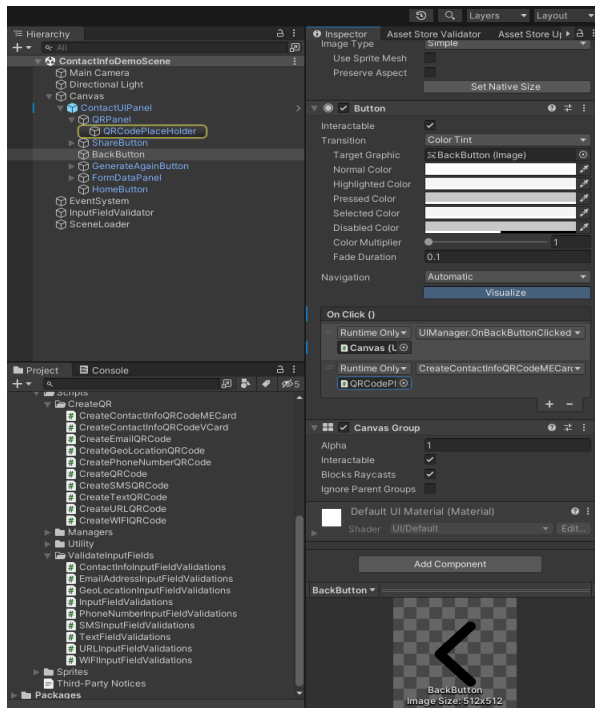 Layers
Layout
Hierarchy
All
ContactInfoDemoScene
Main Camera
Directional Light
Canvas
ContactUIPanel
QRPanel
QRCodePlaceHolder
ShareButton
BackButton
GenerateAgainButton
FormDataPanel
HomeButton
EventSystem
InputFieldValidator
SceneLoader
Project
Console
5
Scripts
CreateQR
CreateContactInfoQRCodeMECard
CreateContactInfoQRCodeVCard
CreateEmailQRCode
CreateGeoLocationQRCode
CreatePhoneNumberQRCode
CreateQRCode
CreateSMSQRCode
CreateTextQRCode
CreateURLQRCode
CreateWIFIQRCode
Managers
Utility
ValidateInputFields
ContactInfoInputFieldValidations
EmailAddressInputFieldValidations
GeoLocationInputFieldValidations
InputFieldValidations
PhoneNumberInputFieldValidations
SMSInputFieldValidations
TextFieldValidations
URLInputFieldValidations
WIFIInputFieldValidations
Sprites
Third-Party Notices
Packages
Inspector
Asset Store Validator
Asset Store Up
Image Type
Simple
Use Sprite Mesh
Preserve Aspect
Set Native Size
Button
Interactable
Transition
Color Tint
Target Graphic
BackButton (Image)
Normal Color
Highlighted Color
Pressed Color
Selected Color
Disabled Color
Color Multiplier
1
Fade Duration
0.1
Navigation
Automatic
Visualize
On Click ()
Runtime Only
UIManager.OnBackButtonClicked
Canvas (U
Runtime Only
CreateContactInfoQRCodeMECard
QRCodePl
+ −
Canvas Group
Alpha
1
Interactable
Blocks Raycasts
Ignore Parent Groups
Default UI Material (Material)
Shader
UI/Default
Edit...
Add Component
BackButton
BackButton
Image Size: 512x512